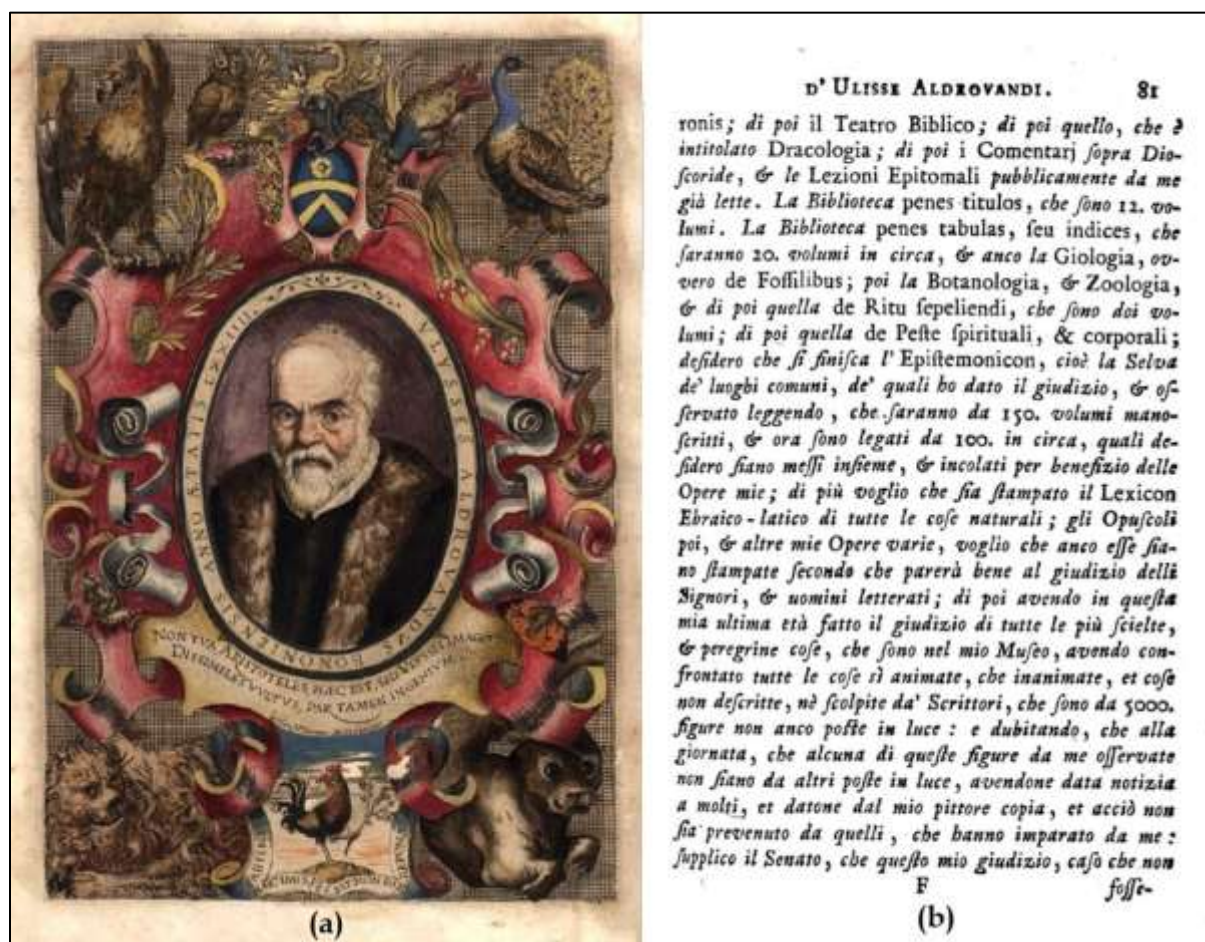 VLYSSES ALDROVANDVS BONONIENSIS ANNO
NON TVA ARISTOTELES HAEC EST, SED VLYSSIS IMAGO:
DISSIMILES VVLTVS, PAR TAMEN INGENIVM.
(a)
D' ULISSE ALDROVANDI. 81
ronis; di poi il Teatro Biblico; di poi quello, che è
intitolato Dracologia; di poi i Comentarj ſopra Dio-
ſcoride, & le Lezioni Epitomali pubblicamente da me
già lette. La Biblioteca penes titulos, che ſono 12. vo-
lumi. La Biblioteca penes tabulas, ſeu indices, che
ſaranno 20. volumi in circa, & anco la Giologia, ov-
vero de Foſſilibus; poi la Botanologia, & Zoologia,
& di poi quella de Ritu ſepeliendi, che ſono doi vo-
lumi; di poi quella de Peſte ſpirituali, & corporali;
deſidero che ſi finiſca l' Epiſtemonicon, cioè la Selva
de' luoghi comuni, de' quali ho dato il giudizio, & oſ-
ſervato leggendo, che ſaranno da 150. volumi mano-
ſcritti, & ora ſono legati da 100. in circa, quali de-
ſidero ſiano meſſi inſieme, & incolati per benefizio delle
Opere mie; di più voglio che ſia ſtampato il Lexicon
Ebraico-latico di tutte le coſe naturali; gli Opuſcoli
poi, & altre mie Opere varie, voglio che anco eſſe ſia-
no ſtampate ſecondo che parerà bene al giudizio delli
Signori, & uomini letterati; di poi avendo in queſta
mia ultima età fatto il giudizio di tutte le più ſcielte,
& peregrine coſe, che ſono nel mio Muſeo, avendo con-
frontato tutte le coſe sì animate, che inanimate, et coſe
non deſcritte, nè ſcolpite da' Scrittori, che ſono da 5000.
figure non anco poſte in luce: e dubitando, che alla
giornata, che alcuna di queſte figure da me oſſervate
non ſiano da altri poſte in luce, avendone data notizia
a molti, et datone dal mio pittore copia, et acciò non
ſia prevenuto da quelli, che hanno imparato da me:
ſupplico il Senato, che queſto mio giudizio, caſo che non
F foſſe-
(b)